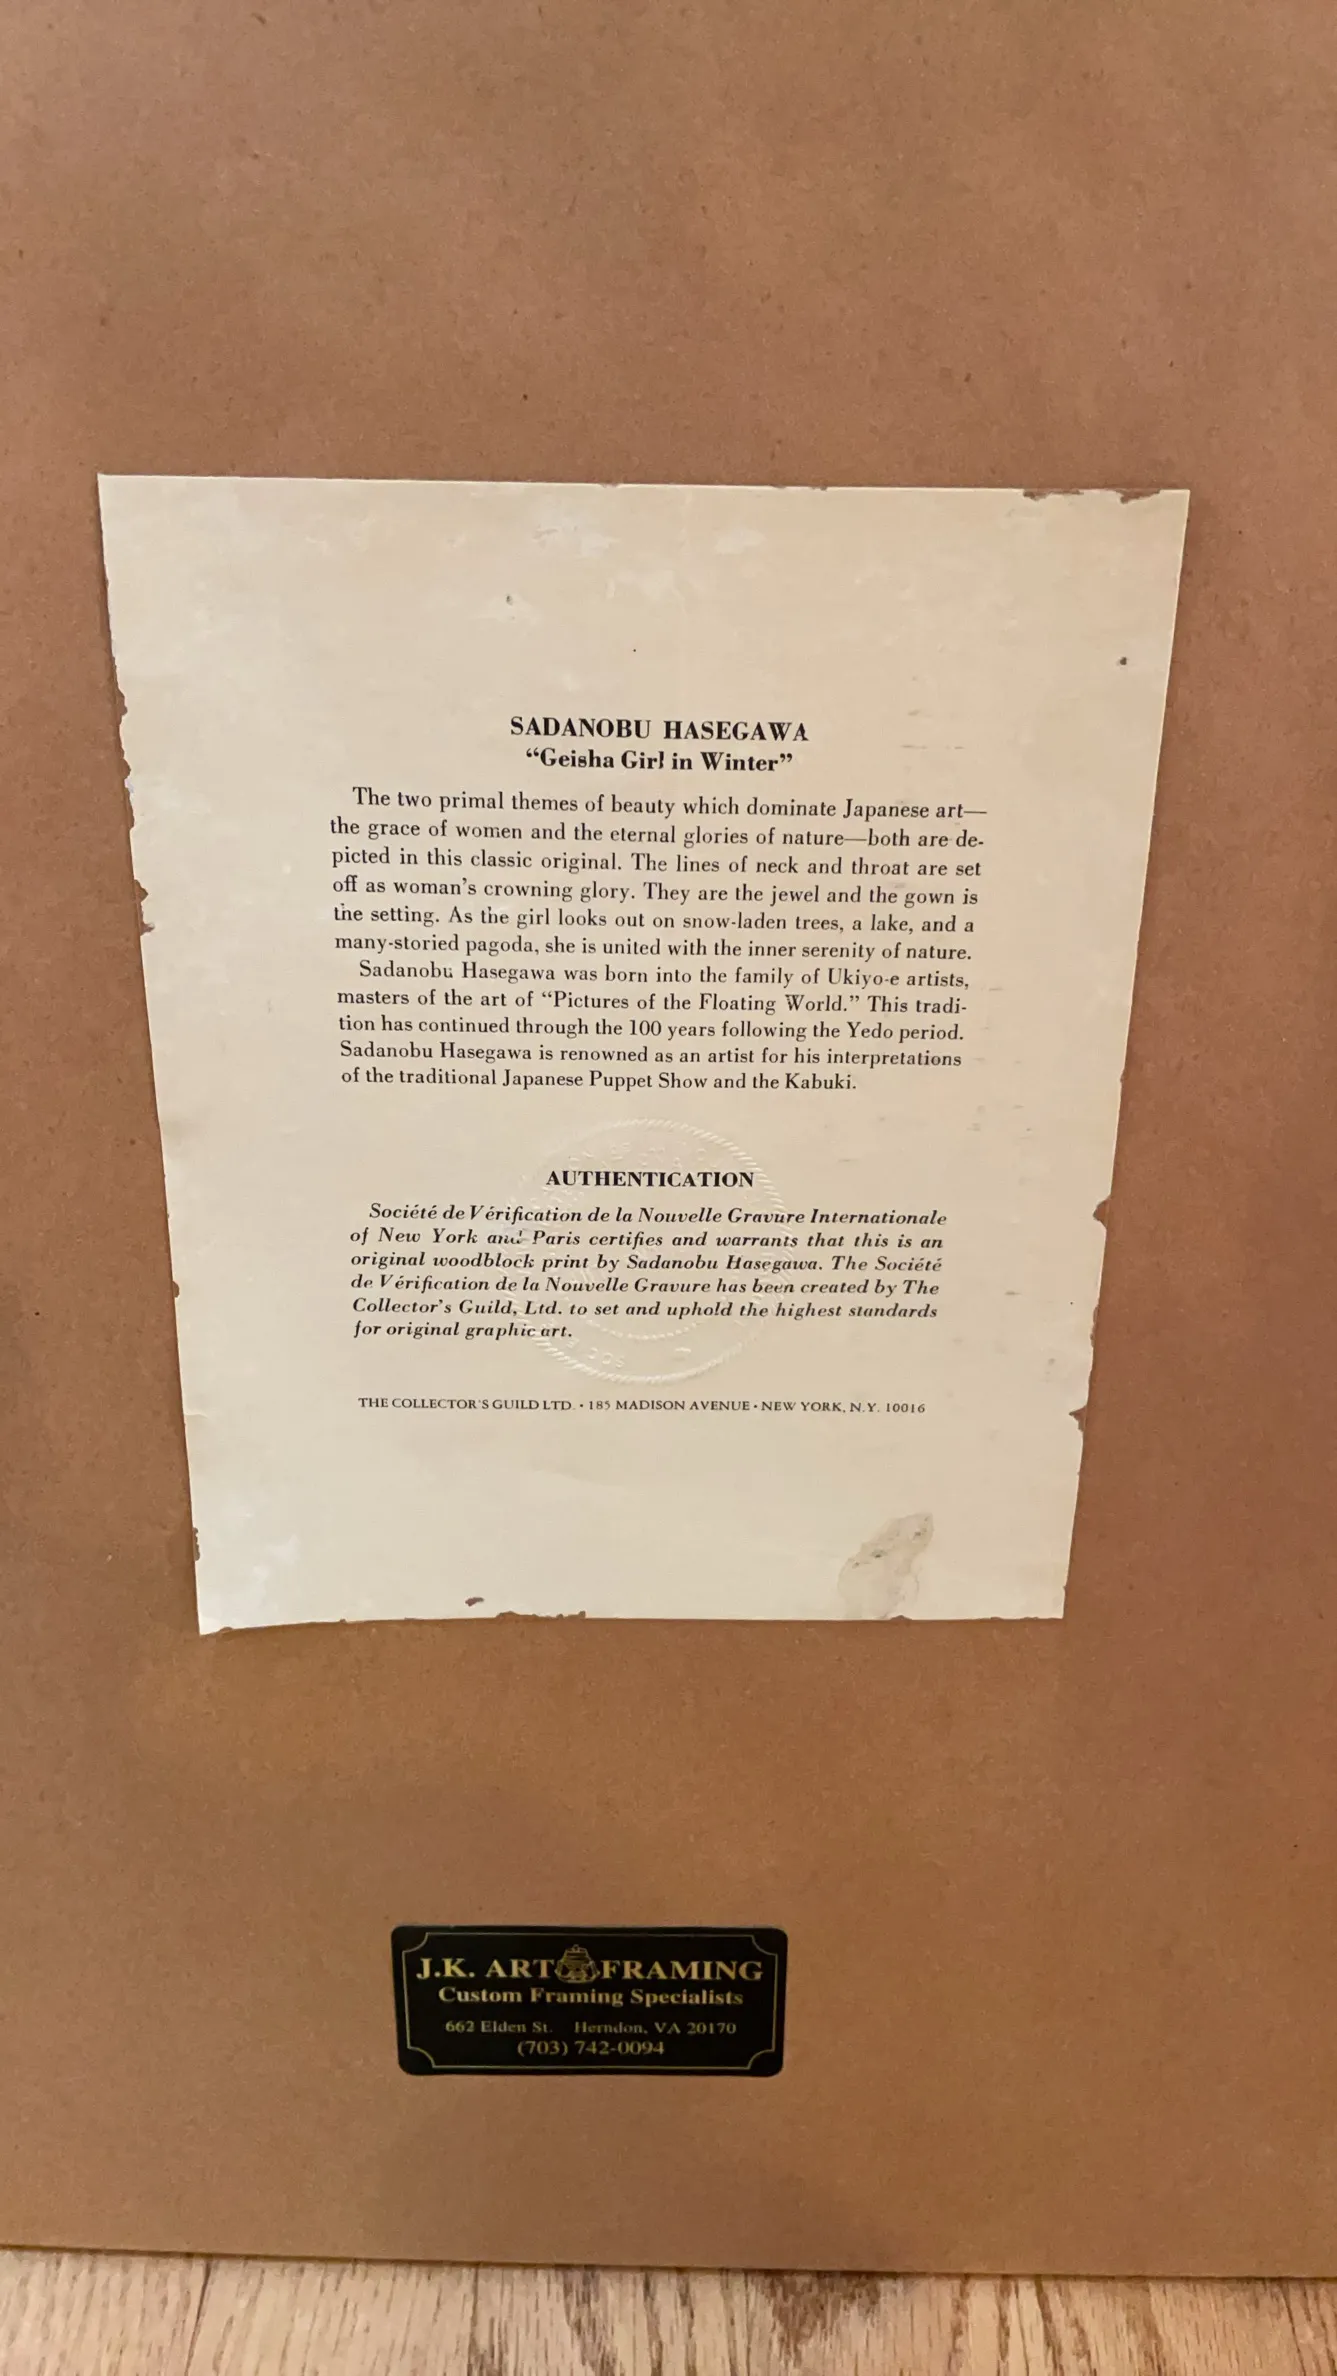 SADANOBU HASEGAWA
“Geisha Girl in Winter”
The two primal themes of beauty which dominate Japanese art—
the grace of women and the eternal glories of nature—both are de-
picted in this classic original. The lines of neck and throat are set
off as woman’s crowning glory. They are the jewel and the gown is
the setting. As the girl looks out on snow-laden trees, a lake, and a
many-storied pagoda, she is united with the inner serenity of nature.
Sadanobu Hasegawa was born into the family of Ukiyo-e artists,
masters of the art of “Pictures of the Floating World.” This tradi-
tion has continued through the 100 years following the Yedo period.
Sadanobu Hasegawa is renowned as an artist for his interpretations
of the traditional Japanese Puppet Show and the Kabuki.
AUTHENTICATION
Société de Vérification de la Nouvelle Gravure Internationale
of New York and Paris certifies and warrants that this is an
original woodblock print by Sadanobu Hasegawa. The Société
de Vérification de la Nouvelle Gravure has been created by The
Collector’s Guild, Ltd. to set and uphold the highest standards
for original graphic art.
THE COLLECTOR’S GUILD LTD. • 185 MADISON AVENUE • NEW YORK, N.Y. 10016
J.K. ART FRAMING
Custom Framing Specialists
662 Elden St. Herndon, VA 20170
(703) 742-0094